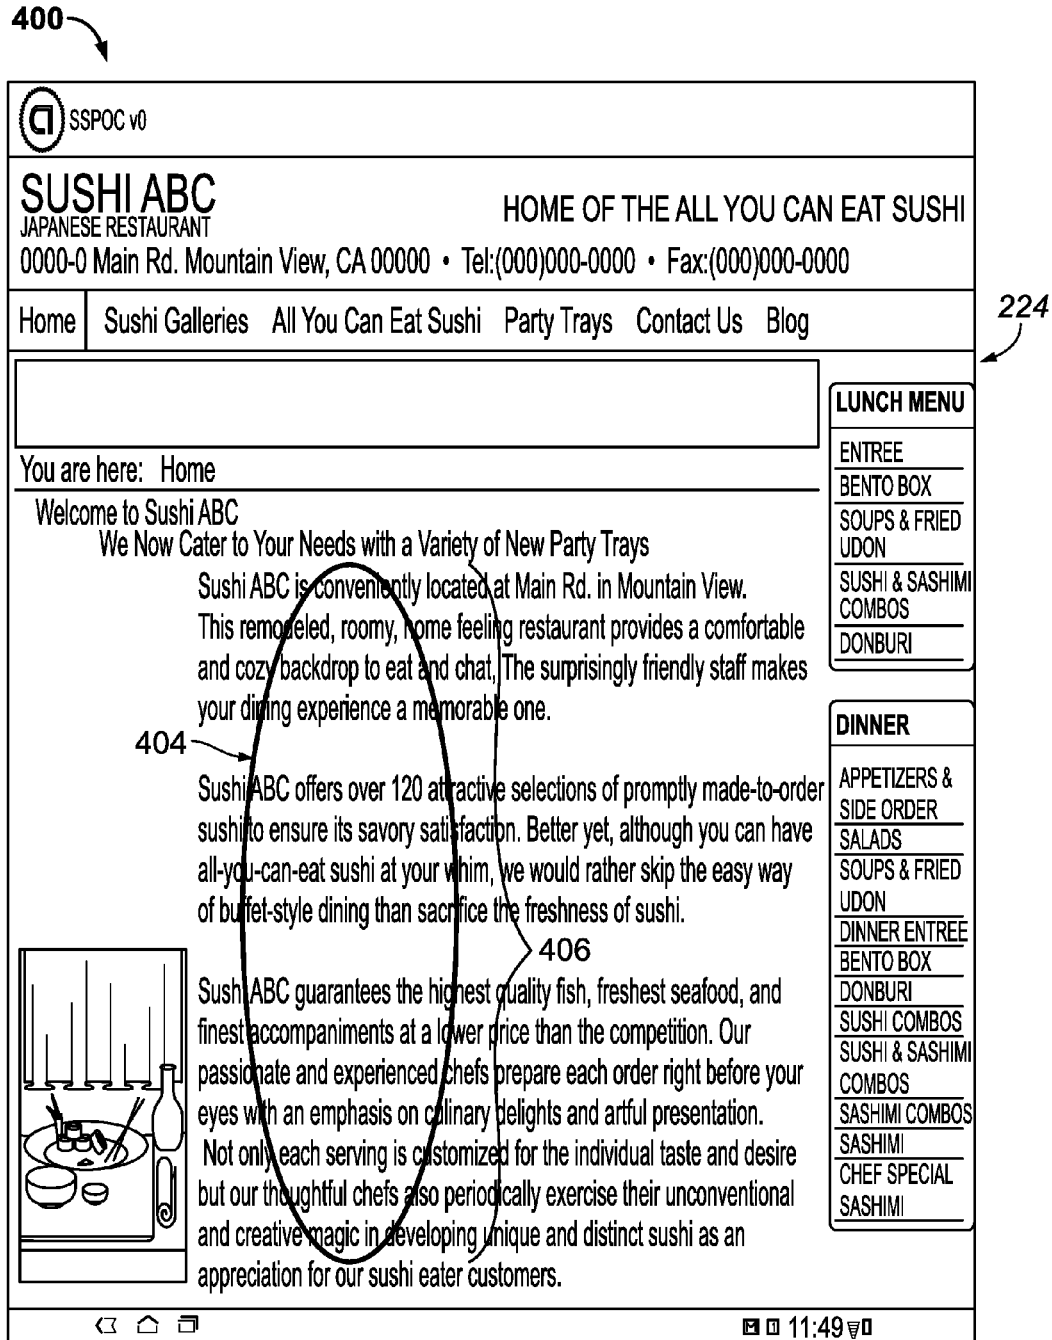 400
SSPOC v0
SUSHI ABC
JAPANESE RESTAURANT
HOME OF THE ALL YOU CAN EAT SUSHI
0000-0 Main Rd. Mountain View, CA 00000 • Tel:(000)000-0000 • Fax:(000)000-0000
Home Sushi Galleries All You Can Eat Sushi Party Trays Contact Us Blog
224
You are here: Home
Welcome to Sushi ABC
We Now Cater to Your Needs with a Variety of New Party Trays
Sushi ABC is conveniently located at Main Rd. in Mountain View.
This remodeled, roomy, home feeling restaurant provides a comfortable
and cozy backdrop to eat and chat, The surprisingly friendly staff makes
your dining experience a memorable one.
404
Sushi ABC offers over 120 attractive selections of promptly made-to-order
sushi to ensure its savory satisfaction. Better yet, although you can have
all-you-can-eat sushi at your whim, we would rather skip the easy way
of buffet-style dining than sacrifice the freshness of sushi.
406
Sushi ABC guarantees the highest quality fish, freshest seafood, and
finest accompaniments at a lower price than the competition. Our
passionate and experienced chefs prepare each order right before your
eyes with an emphasis on culinary delights and artful presentation.
Not only each serving is customized for the individual taste and desire
but our thoughtful chefs also periodically exercise their unconventional
and creative magic in developing unique and distinct sushi as an
appreciation for our sushi eater customers.
LUNCH MENU
ENTREE
BENTO BOX
SOUPS & FRIED
UDON
SUSHI & SASHIMI
COMBOS
DONBURI
DINNER
APPETIZERS &
SIDE ORDER
SALADS
SOUPS & FRIED
UDON
DINNER ENTREE
BENTO BOX
DONBURI
SUSHI COMBOS
SUSHI & SASHIMI
COMBOS
SASHIMI COMBOS
SASHIMI
CHEF SPECIAL
SASHIMI
M 1 11:49